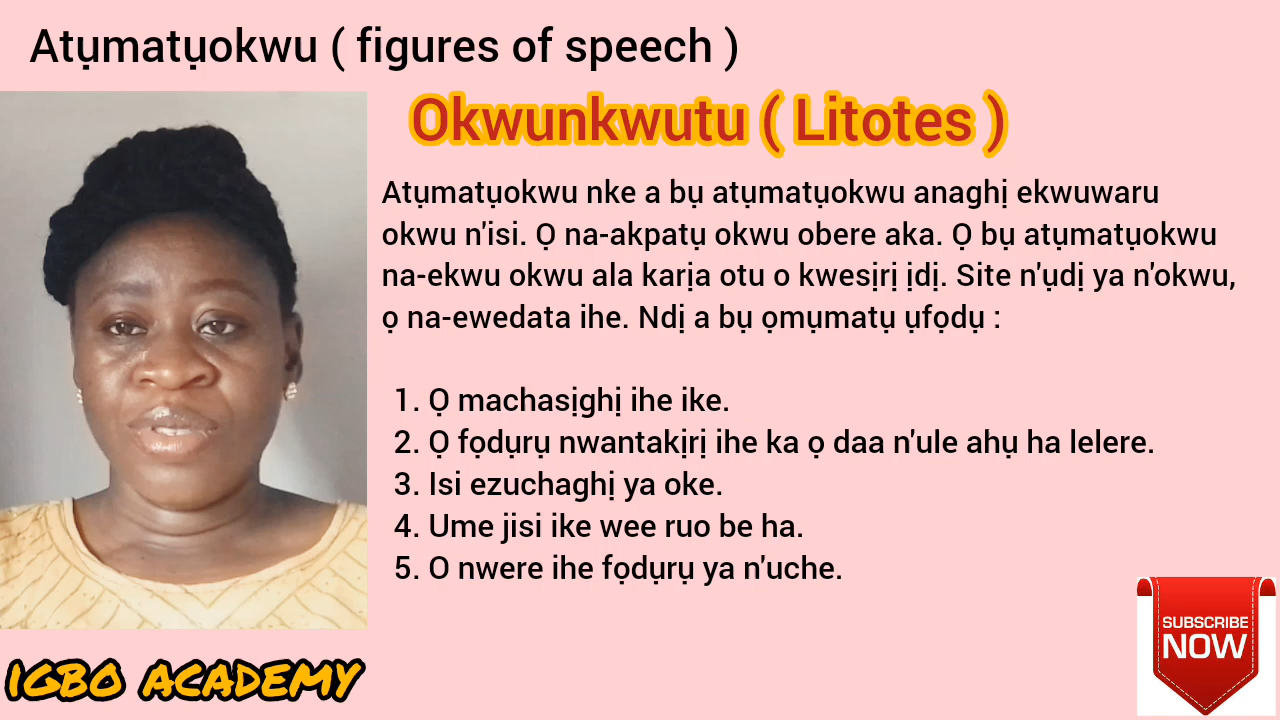 Atụmatụokwu ( figures of speech )
Okwunkwutu ( Litotes )
Atụmatụokwu nke a bụ atụmatụokwu anaghị ekwuwaru
okwu n'isi. Ọ na-akpatụ okwu obere aka. Ọ bụ atụmatụokwu
na-ekwu okwu ala karịa otu o kwesịrị ịdị. Site n'ụdị ya n'okwu,
ọ na-ewedata ihe. Ndị a bụ ọmụmatụ ụfọdụ :
1. Ọ machasịghị ihe ike.
2. Ọ fọdụrụ nwantakịrị ihe ka ọ daa n'ule ahụ ha lelere.
3. Isi ezuchaghị ya oke.
4. Ume jisi ike wee ruo be ha.
5. O nwere ihe fọdụrụ ya n'uche.
SUBSCRIBE
NOW
IGBO ACADEMY